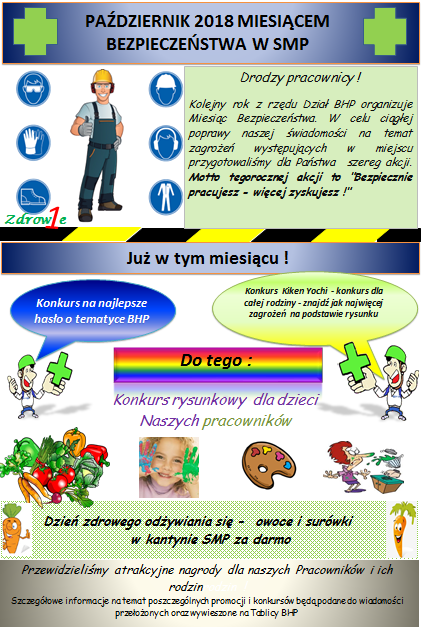 PAŹDZIERNIK 2018 MIESIĄCEM
BEZPIECZEŃSTWA W SMP
Drodzy pracownicy !
Kolejny rok z rzędu Dział BHP organizuje
Miesiąc Bezpieczeństwa. W celu ciągłej
poprawy naszej świadomości na temat
zagrożeń występujących w miejscu
przygotowaliśmy dla Państwa szereg akcji.
Motto tegorocznej akcji to "Bezpiecznie
pracujesz – więcej zyskujesz !"
Zdrow1e
Już w tym miesiącu !
Konkurs na najlepsze
hasło o tematyce BHP
Konkurs Kiken Yochi - konkurs dla
całej rodziny - znajdź jak najwięcej
zagrożeń na podstawie rysunku
Do tego :
Konkurs rysunkowy dla dzieci
Naszych pracowników
Dzień zdrowego odżywiania się – owoce i surówki
w kantynie SMP za darmo
Przewidzieliśmy atrakcyjne nagrody dla naszych Pracowników i ich
rodzin
Szczegółowe informacje na temat poszczególnych promocji i konkursów będą podane do wiadomości
przełożonych oraz wywieszone na Tablicy BHP